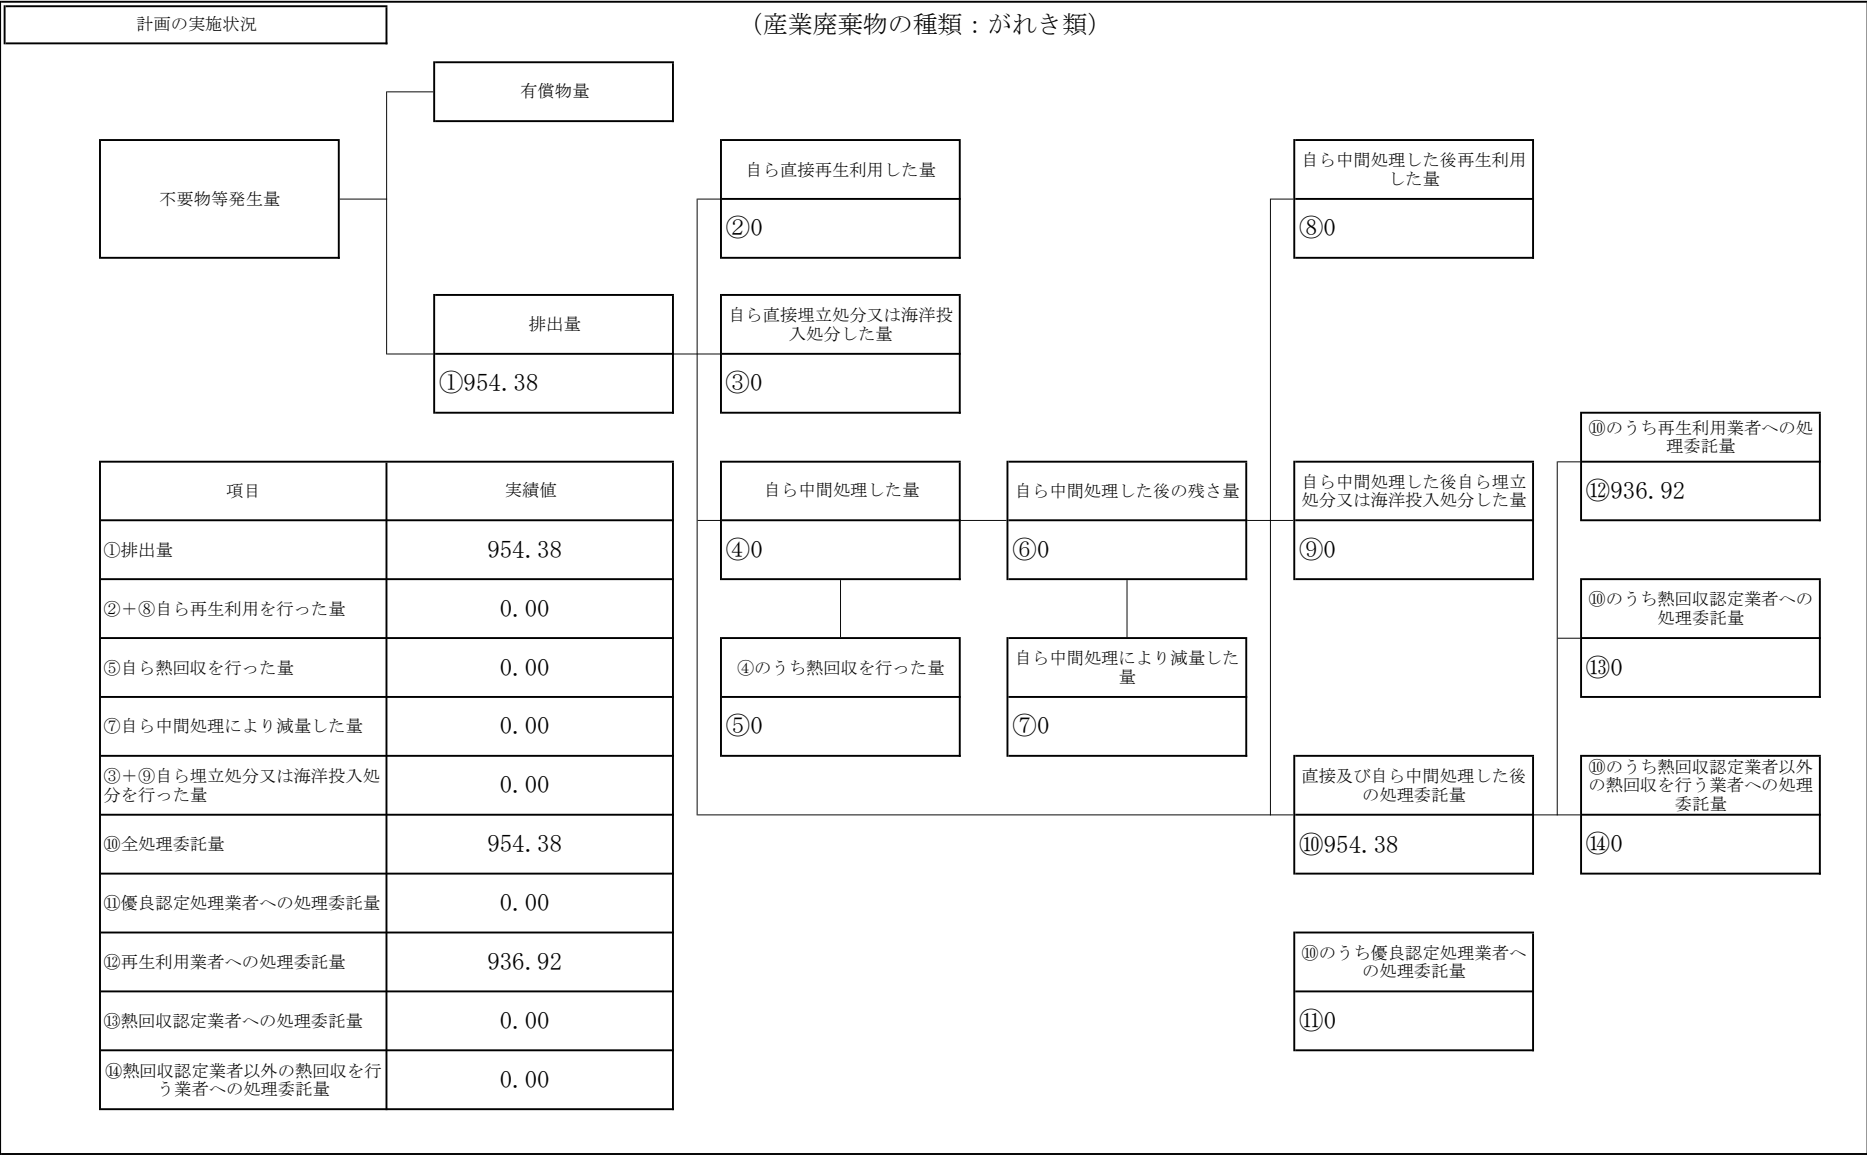 計画の実施状況
（産業廃棄物の種類：がれき類）
有償物量
不要物等発生量
自ら直接再生利用した量
②0
自ら中間処理した後再生利用
した量
⑧0
排出量
①954.38
自ら直接埋立処分又は海洋投
入処分した量
③0
⑩のうち再生利用業者への処
理委託量
⑫936.92
自ら中間処理した量
④0
自ら中間処理した後の残さ量
⑥0
自ら中間処理した後自ら埋立
処分又は海洋投入処分した量
⑨0
⑩のうち熱回収認定業者への
処理委託量
⑬0
④のうち熱回収を行った量
⑤0
自ら中間処理により減量した
量
⑦0
直接及び自ら中間処理した後
の処理委託量
⑩954.38
⑩のうち熱回収認定業者以外
の熱回収を行う業者への処理
委託量
⑭0
⑩のうち優良認定処理業者へ
の処理委託量
⑪0
項目 実績値
①排出量 954.38
②＋⑧自ら再生利用を行った量 0.00
⑤自ら熱回収を行った量 0.00
⑦自ら中間処理により減量した量 0.00
③＋⑨自ら埋立処分又は海洋投入処
分を行った量 0.00
⑩全処理委託量 954.38
⑪優良認定処理業者への処理委託量 0.00
⑫再生利用業者への処理委託量 936.92
⑬熱回収認定業者への処理委託量 0.00
⑭熱回収認定業者以外の熱回収を行
う業者への処理委託量 0.00